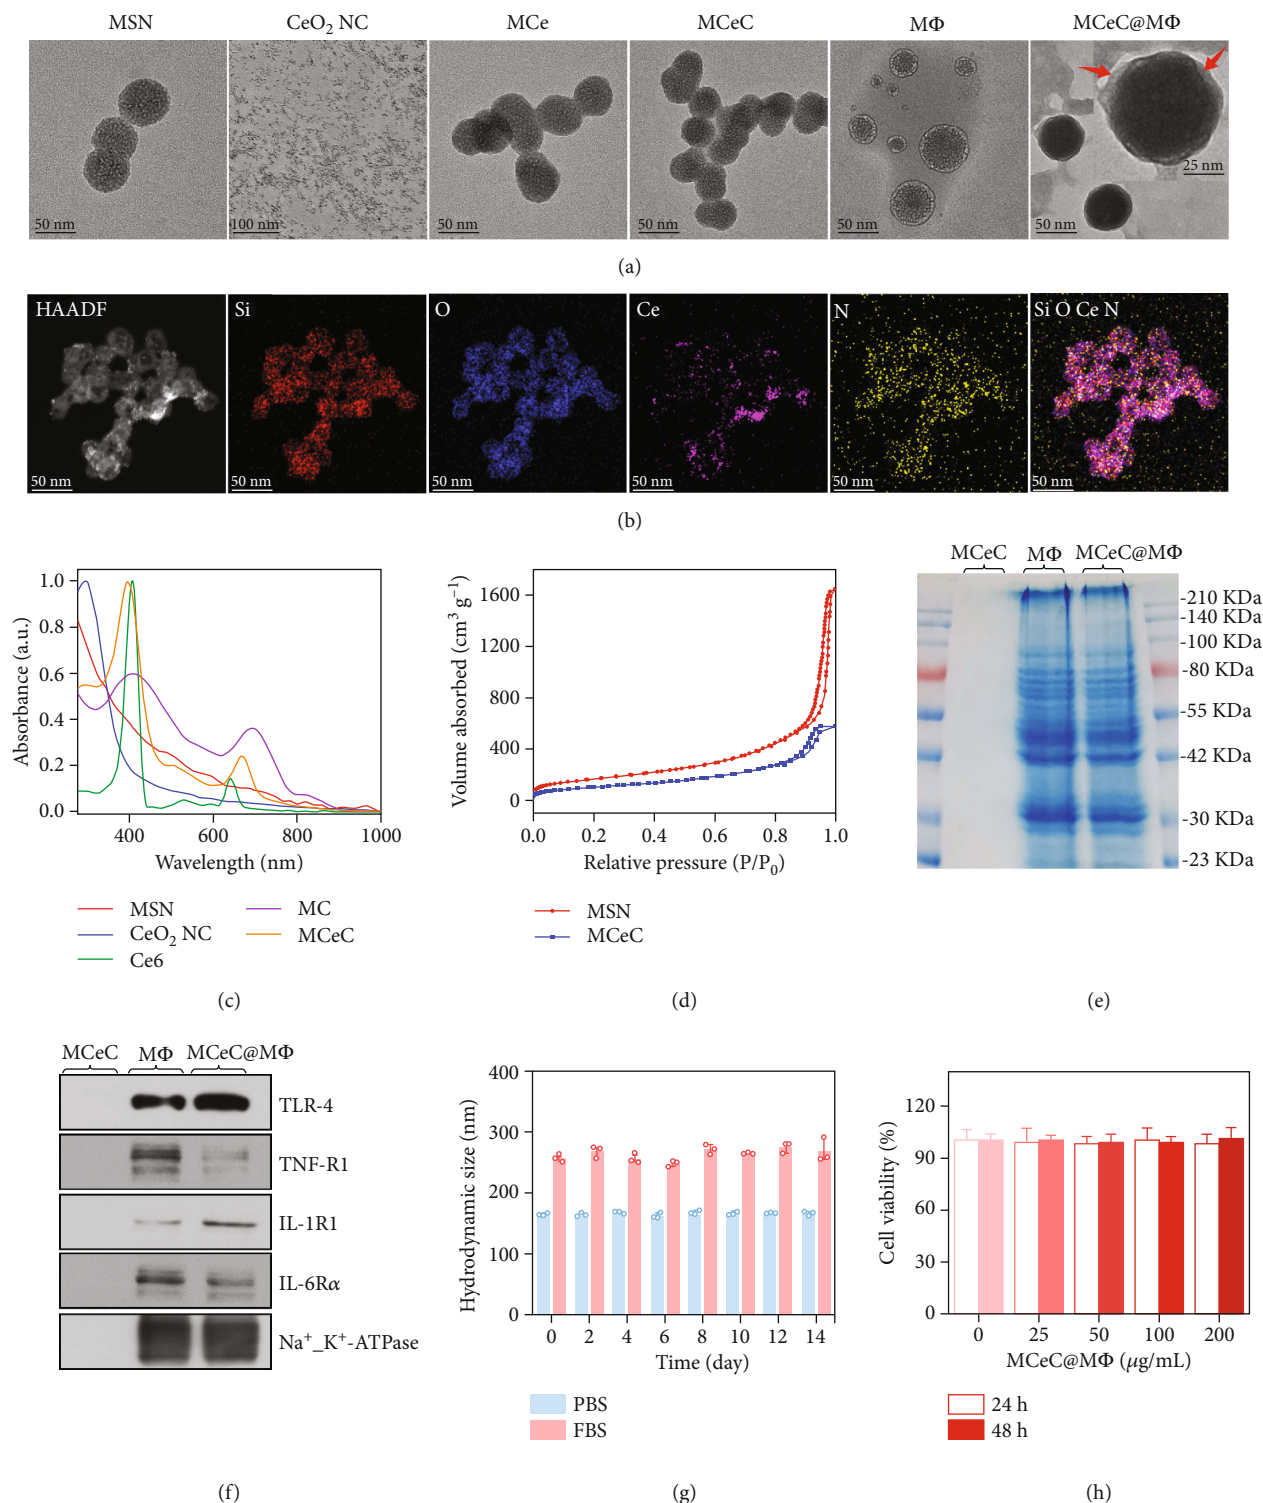 MSN CeO₂ NC MCe MCeC MΦ MCeC@MΦ
25 nm
50 nm 100 nm 50 nm 50 nm 50 nm 50 nm
(a)
HAADF Si O Ce N Si O Ce N
50 nm 50 nm 50 nm 50 nm 50 nm 50 nm
(b)
Absorbance (a.u.)
1.0
0.8
0.6
0.4
0.2
0.0
400 600 800 1000
Wavelength (nm)
MSN MC
CeO₂ NC MCeC
Ce6
(c)
Volume absorbed (cm³ g⁻¹)
1600
1200
800
400
0
0.0 0.2 0.4 0.6 0.8 1.0
Relative pressure (P/P₀)
MSN
MCeC
(d)
MCeC MΦ MCeC@MΦ
-210 KDa
-140 KDa
-100 KDa
-80 KDa
-55 KDa
-42 KDa
-30 KDa
-23 KDa
(e)
MCeC MΦ MCeC@MΦ
TLR-4
TNF-R1
IL-1R1
IL-6Rα
Na⁺_K⁺-ATPase
(f)
Hydrodynamic size (nm)
400
300
200
100
0
0 2 4 6 8 10 12 14
Time (day)
PBS
FBS
(g)
Cell viability (%)
120
90
60
30
0
0 25 50 100 200
MCeC@MΦ (μg/mL)
24 h
48 h
(h)